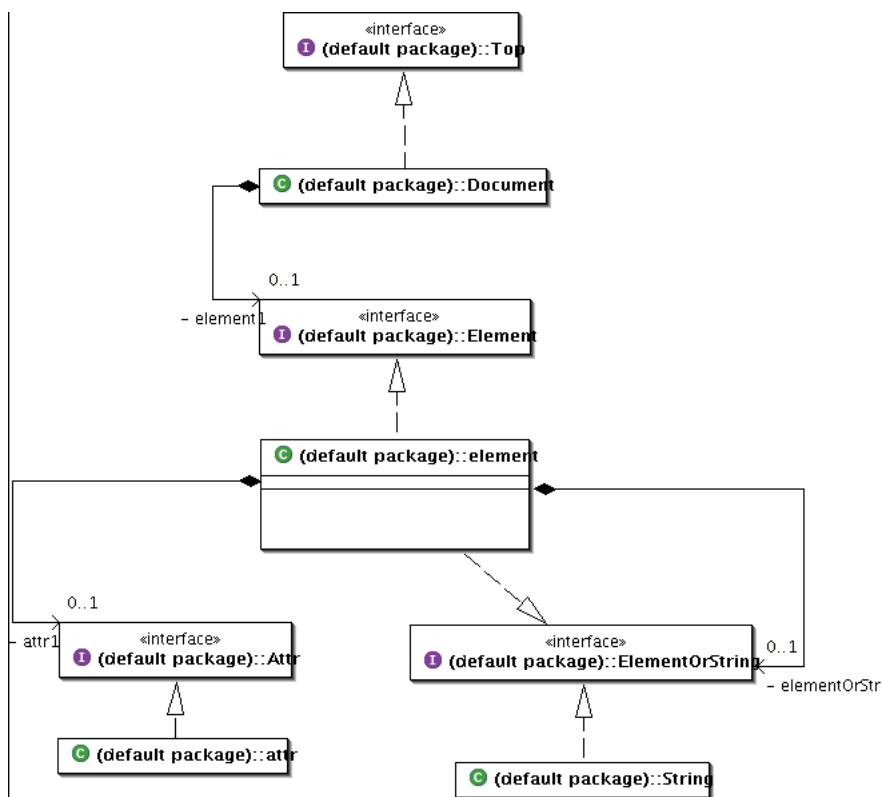 «interface»
I (default package)::Top
C (default package)::Document
0..1
«interface»
- element1
I (default package)::Element
C (default package)::element
0..1
«interface»
- attr1
I (default package)::Attr
«interface»
0..1
I (default package)::ElementOrString
- elementOrStr
C (default package)::attr
C (default package)::String